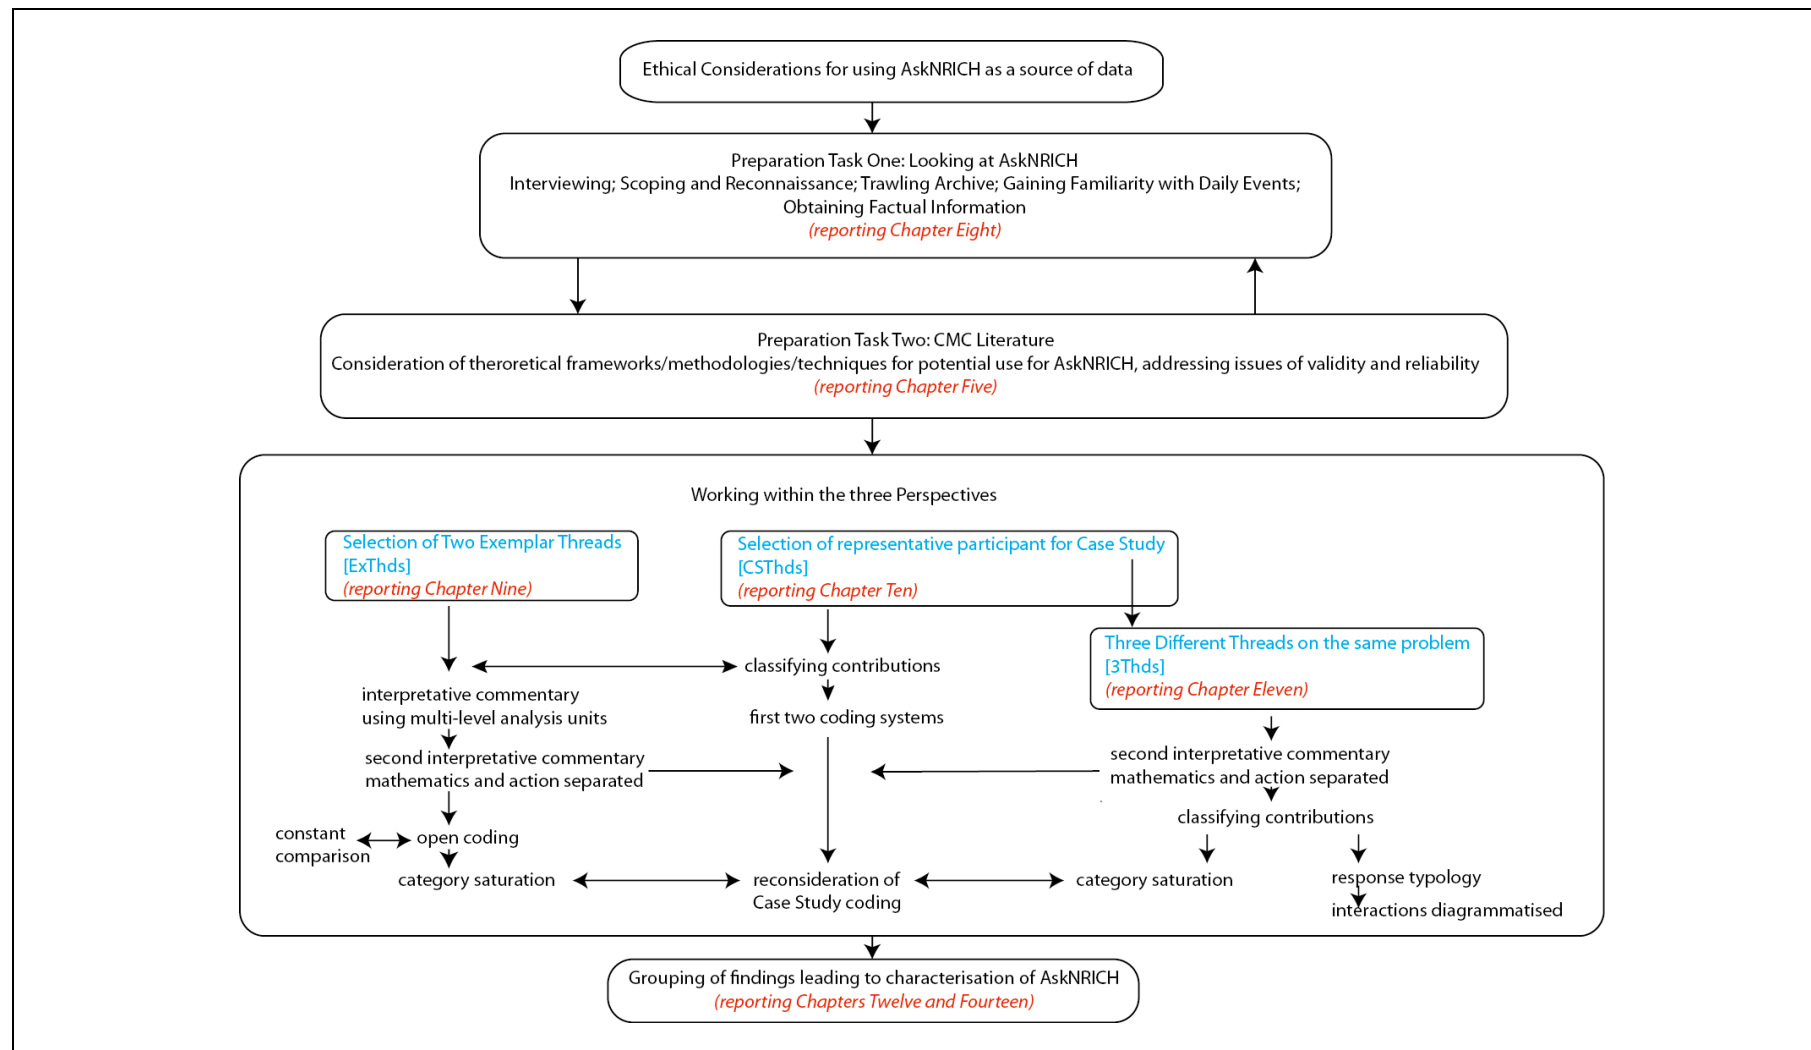 Ethical Considerations for using AskNRICH as a source of data
Preparation Task One: Looking at AskNRICH
Interviewing; Scoping and Reconnaissance; Trawling Archive; Gaining Familiarity with Daily Events;
Obtaining Factual Information
(reporting Chapter Eight)
Preparation Task Two: CMC Literature
Consideration of theroretical frameworks/methodologies/techniques for potential use for AskNRICH, addressing issues of validity and reliability
(reporting Chapter Five)
Working within the three Perspectives
Selection of Two Exemplar Threads
[ExThds]
(reporting Chapter Nine)
interpretative commentary
using multi-level analysis units
second interpretative commentary
mathematics and action separated
constant
comparison
open coding
category saturation
Selection of representative participant for Case Study
[CSThds]
(reporting Chapter Ten)
classifying contributions
first two coding systems
reconsideration of
Case Study coding
Three Different Threads on the same problem
[3Thds]
(reporting Chapter Eleven)
second interpretative commentary
mathematics and action separated
classifying contributions
category saturation
response typology
interactions diagrammatised
Grouping of findings leading to characterisation of AskNRICH
(reporting Chapters Twelve and Fourteen)